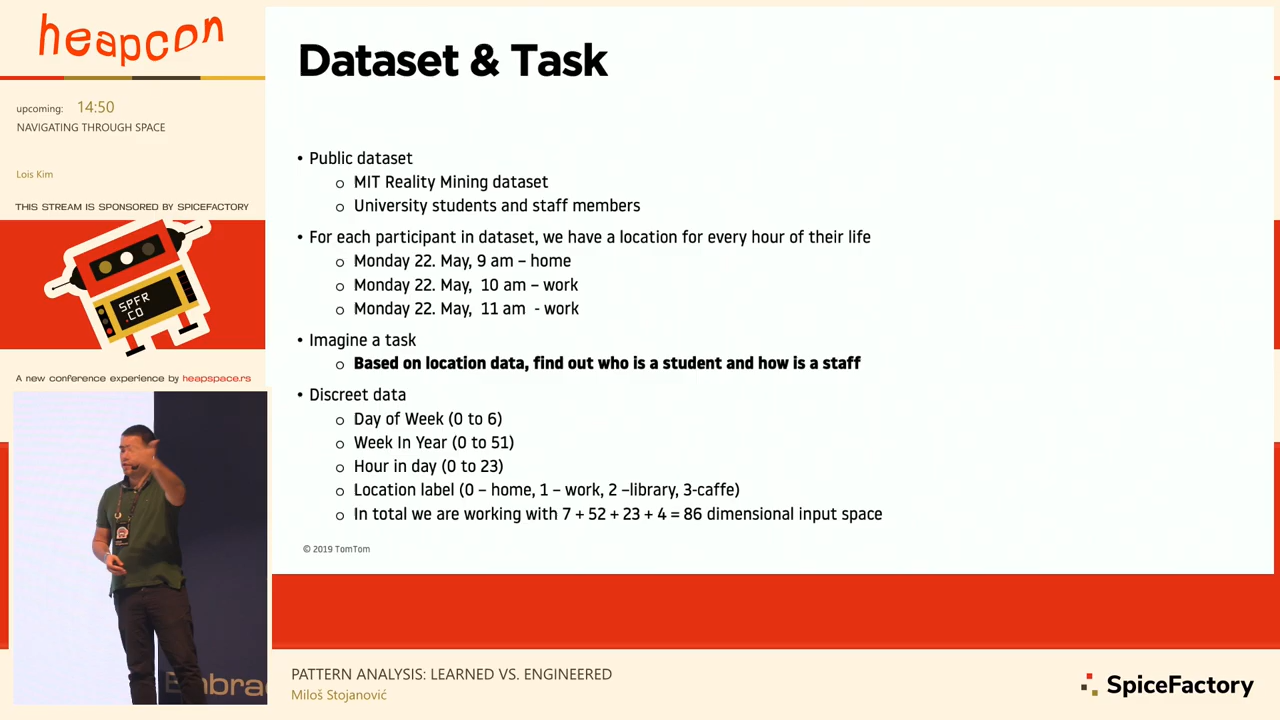 heapcon
upcoming: 14:50
NAVIGATING THROUGH SPACE
Lois Kim
THIS STREAM IS SPONSORED BY SPICEFACTORY
SPFR
.CO
A new conference experience by heapspace.rs
Dataset & Task
• Public dataset
o MIT Reality Mining dataset
o University students and staff members
• For each participant in dataset, we have a location for every hour of their life
o Monday 22. May, 9 am – home
o Monday 22. May, 10 am – work
o Monday 22. May, 11 am - work
• Imagine a task
o Based on location data, find out who is a student and how is a staff
• Discreet data
o Day of Week (0 to 6)
o Week In Year (0 to 51)
o Hour in day (0 to 23)
o Location label (0 – home, 1 – work, 2 –library, 3-caffe)
o In total we are working with 7 + 52 + 23 + 4 = 86 dimensional input space
© 2019 TomTom
PATTERN ANALYSIS: LEARNED VS. ENGINEERED
Miloš Stojanović
SpiceFactory